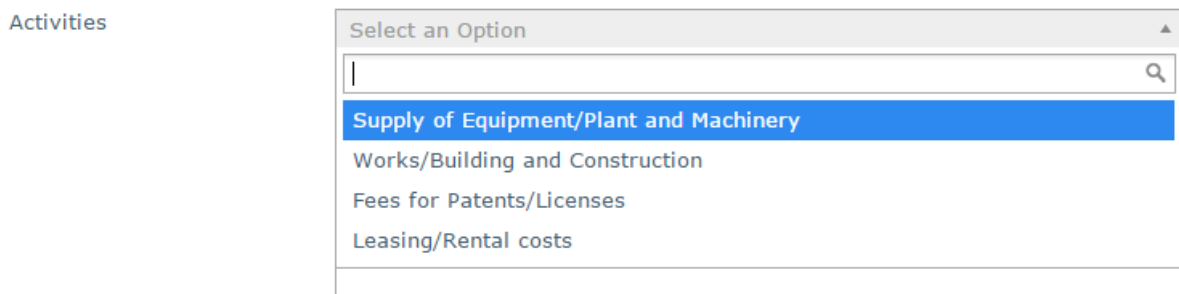 Activities
Select an Option
Supply of Equipment/Plant and Machinery
Works/Building and Construction
Fees for Patents/Licenses
Leasing/Rental costs